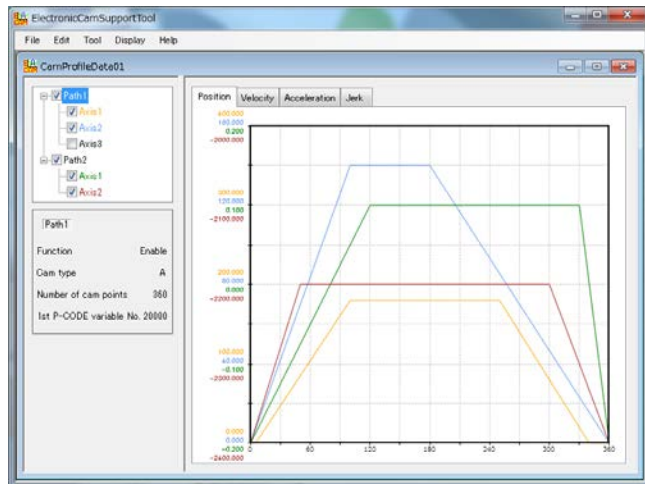 ElectronicCamSupportTool
File Edit Tool Display Help
CamProfileData01
Path1
Axis1
Axis2
Axis3
Path2
Axis1
Axis2
Path1
Function Enable
Cam type A
Number of cam points 360
1st P-CODE variable No. 20000
Position Velocity Acceleration Jerk
400.000
160.000
0.200
-2000.000
300.000
120.000
0.100
-2100.000
200.000
80.000
0.000
-2200.000
100.000
40.000
-0.100
-2300.000
0.000
0.000
-0.200
-2400.000
0 60 120 180 240 300 360